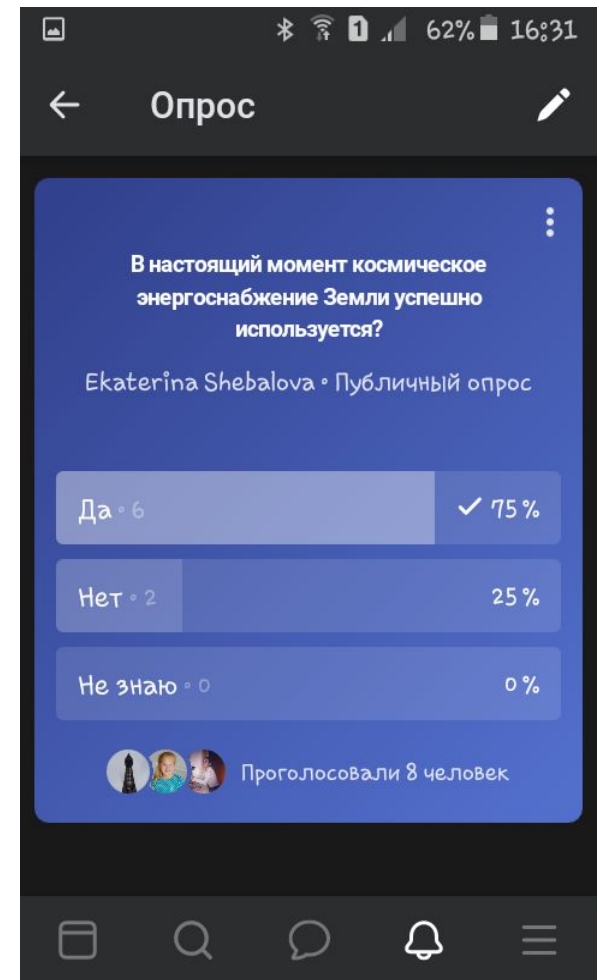 1 62% 16:31
Опрос
В настоящий момент космическое
энергоснабжение Земли успешно
используется?
Ekaterina Shebalova • Публичный опрос
Да • 6 75%
Нет • 2 25%
Не знаю • 0 0%
Проголосовали 8 человек